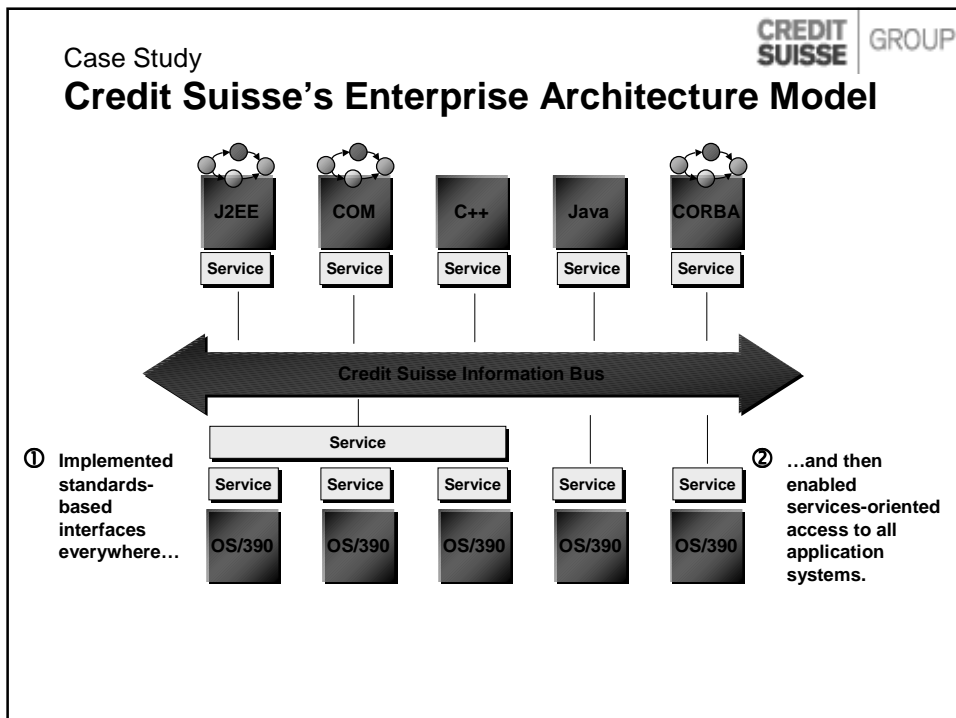 CREDIT
SUISSE
GROUP
Case Study
Credit Suisse's Enterprise Architecture Model
J2EE
COM
C++
Java
CORBA
Service
Service
Service
Service
Service
Credit Suisse Information Bus
Service
① Implemented
standards-
based
interfaces
everywhere…
Service
Service
Service
Service
Service
OS/390
OS/390
OS/390
OS/390
OS/390
② …and then
enabled
services-oriented
access to all
application
systems.